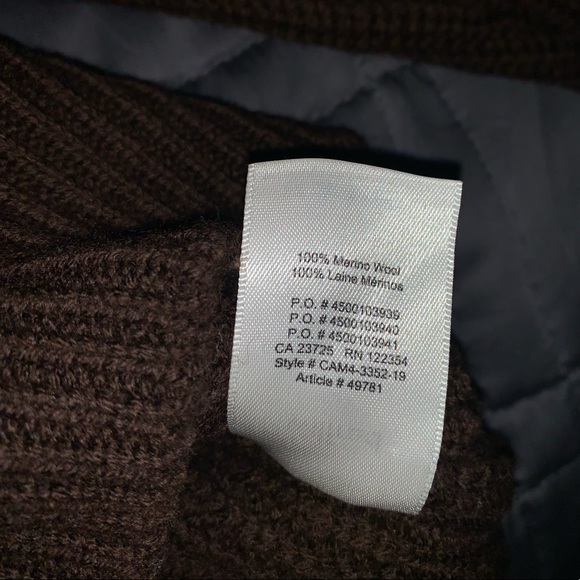 100% Merino Wool
100% Laine Mérinos
P.O. # 4500103939
P.O. # 4500103940
P.O. # 4500103941
CA 23725 RN 122354
Style # CAM4-3352-19
Article # 49781